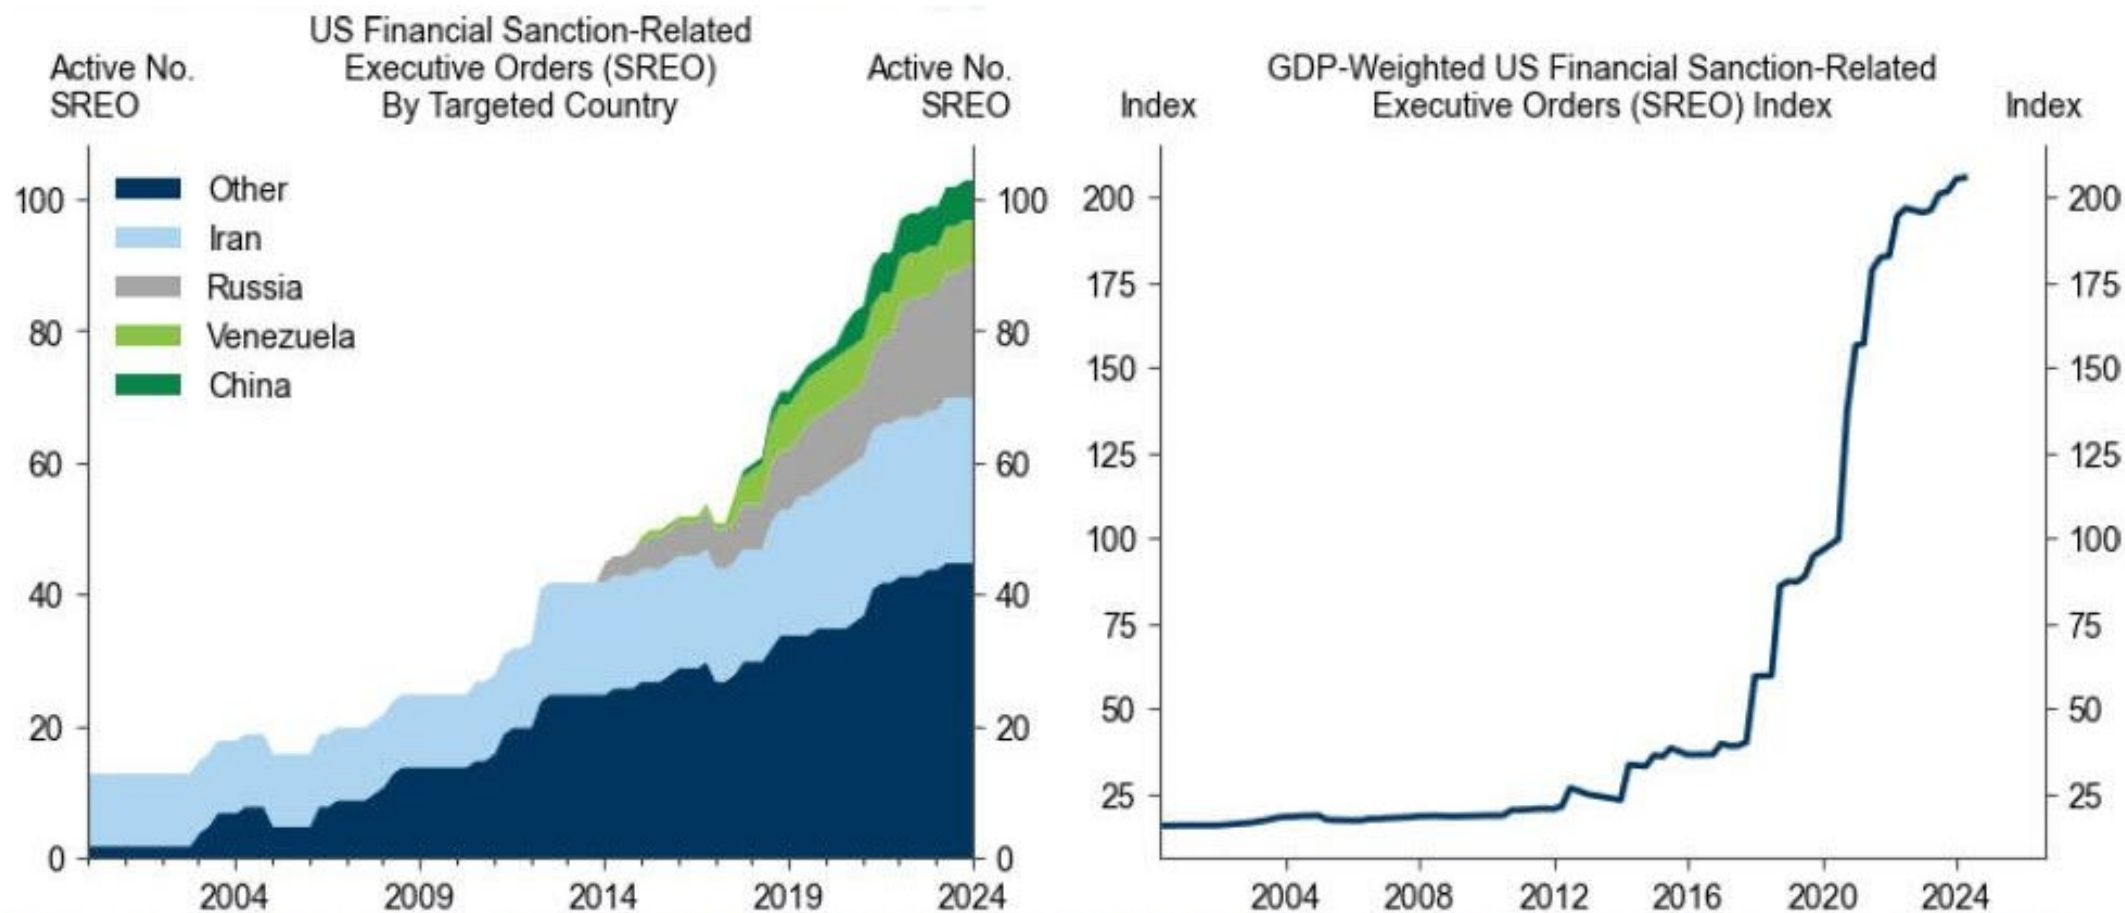 US Financial Sanction-Related
Executive Orders (SREO)
By Targeted Country
Active No.
SREO
Active No.
SREO
Other
Iran
Russia
Venezuela
China
100
80
60
40
20
0
100
80
60
40
20
0
2004
2009
2014
2019
2024
GDP-Weighted US Financial Sanction-Related
Executive Orders (SREO) Index
Index
Index
200
175
150
125
100
75
50
25
200
175
150
125
100
75
50
25
2004
2008
2012
2016
2020
2024